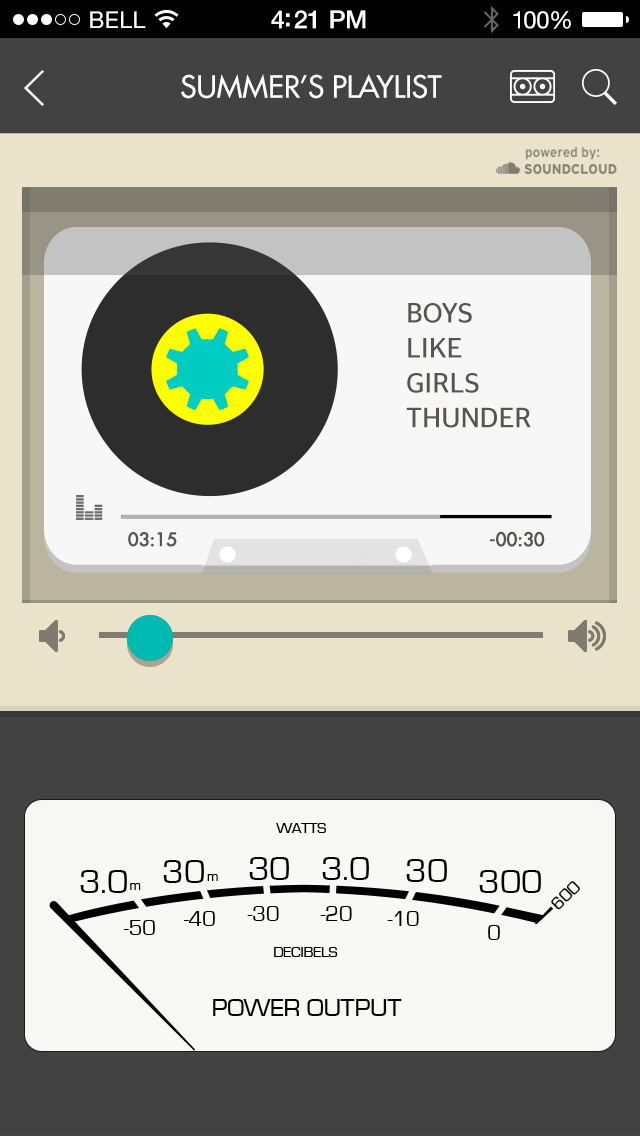 BELL 4:21 PM 100%
SUMMER'S PLAYLIST
powered by:
SOUNDCLOUD
BOYS
LIKE
GIRLS
THUNDER
03:15 -00:30
WATTS
3.0m 30m 30 3.0 30 300 600
-50 -40 -30 -20 -10 0
DECIBELS
POWER OUTPUT